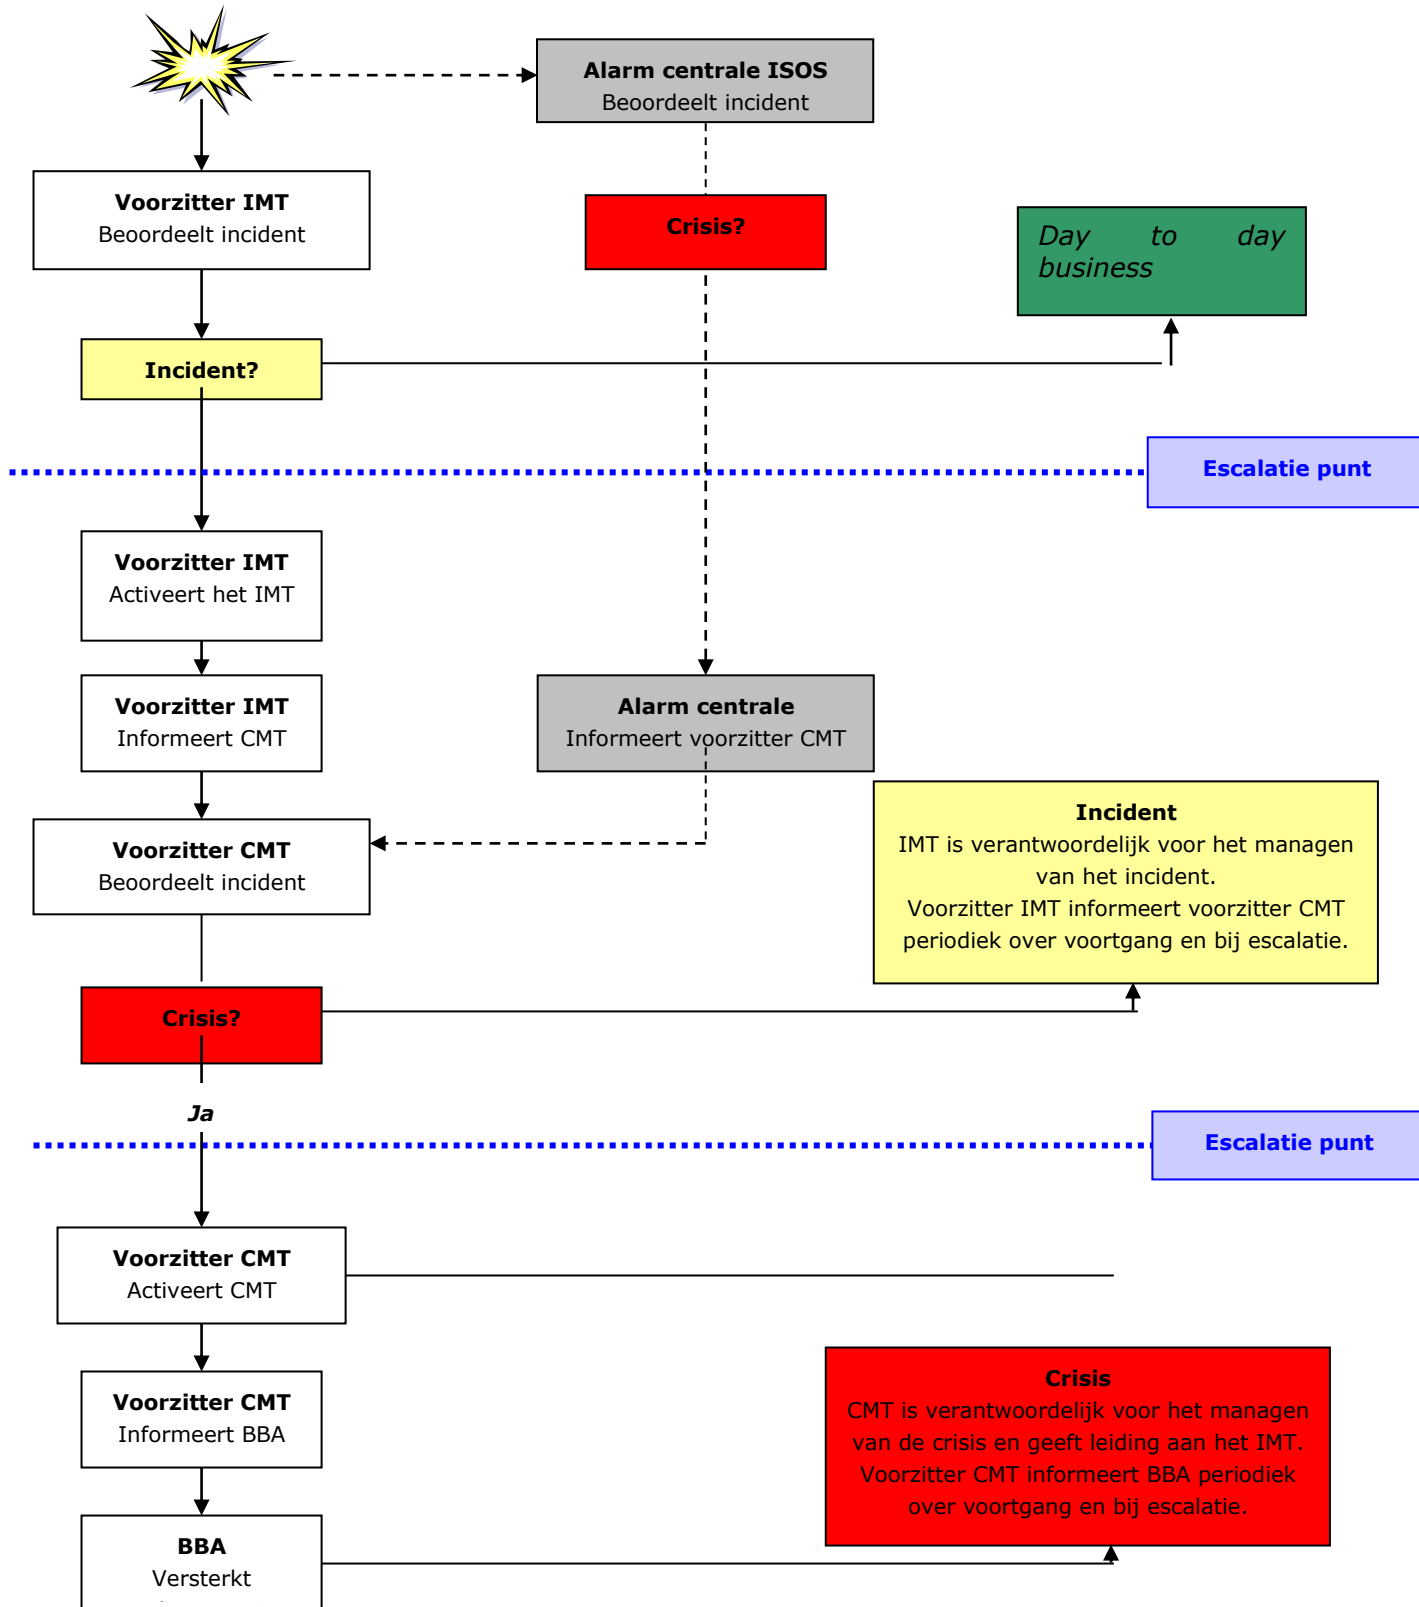 Alarm centrale ISOS
Beoordeelt incident
Voorzitter IMT
Beoordeelt incident
Crisis?
Day to day
business
Incident?
Escalatie punt
Voorzitter IMT
Activeert het IMT
Voorzitter IMT
Informeert CMT
Alarm centrale
Informeert voorzitter CMT
Voorzitter CMT
Beoordeelt incident
Incident
IMT is verantwoordelijk voor het managen
van het incident.
Voorzitter IMT informeert voorzitter CMT
periodiek over voortgang en bij escalatie.
Crisis?
Ja
Escalatie punt
Voorzitter CMT
Activeert CMT
Voorzitter CMT
Informeert BBA
Crisis
CMT is verantwoordelijk voor het managen
van de crisis en geeft leiding aan het IMT.
Voorzitter CMT informeert BBA periodiek
over voortgang en bij escalatie.
BBA
Versterkt